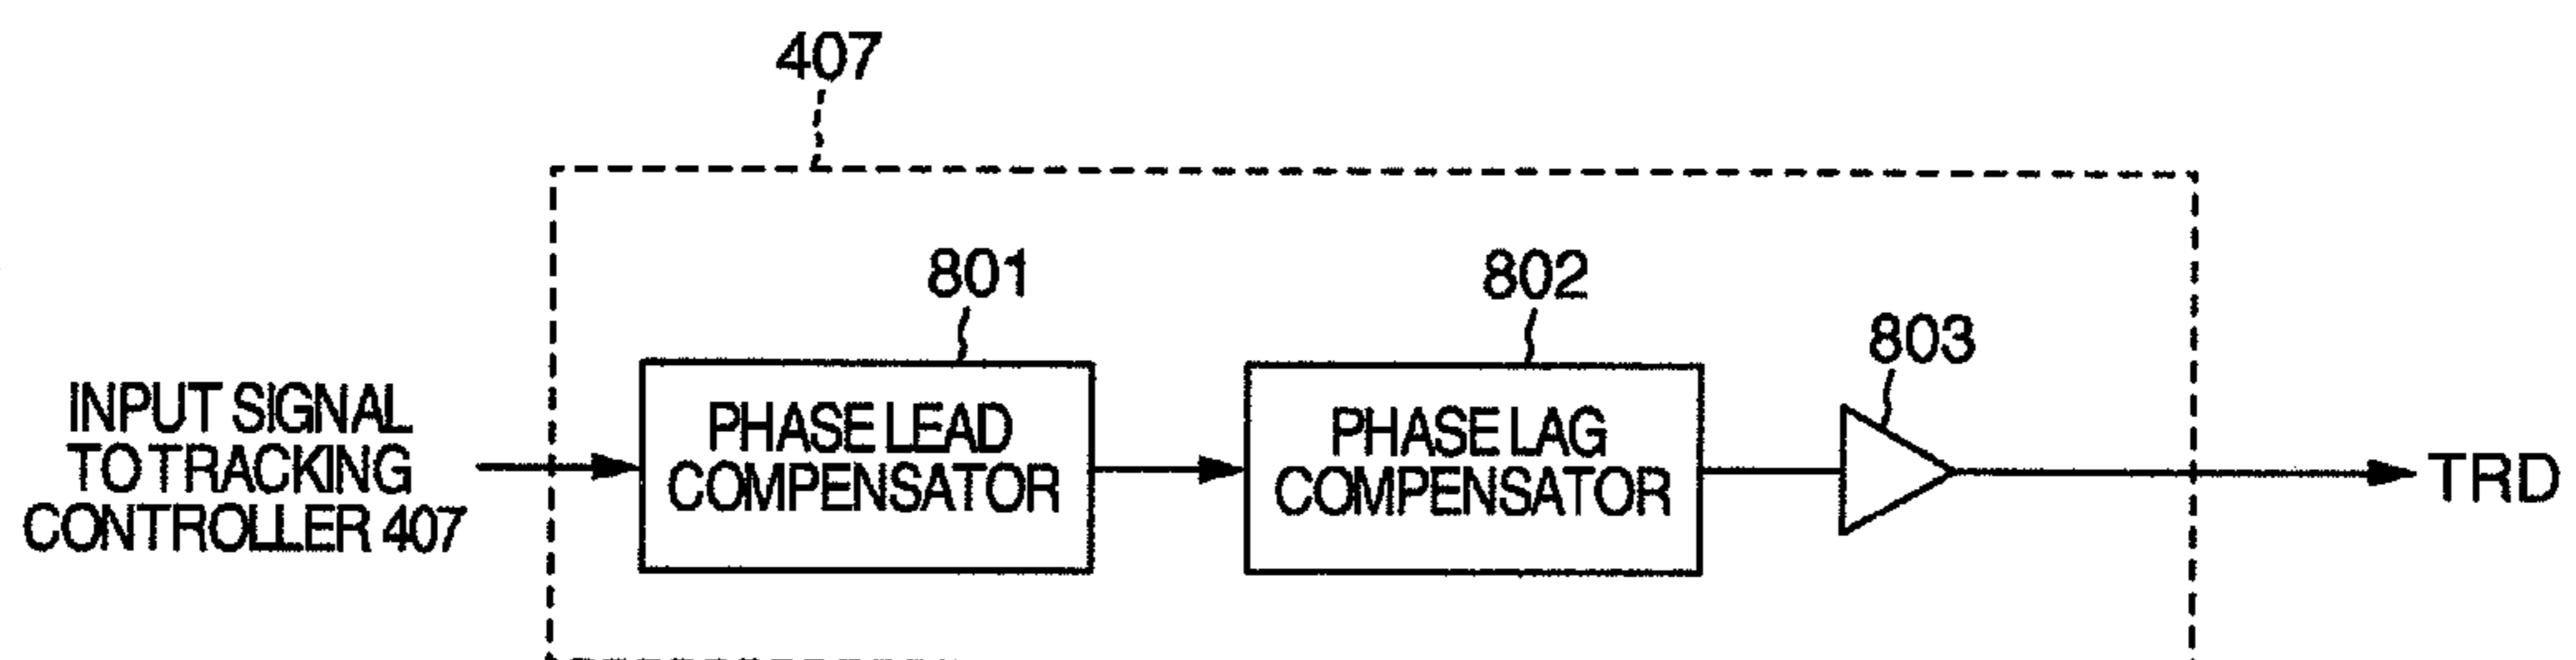 407
801
802
803
INPUT SIGNAL
TO TRACKING
CONTROLLER 407
PHASE LEAD
COMPENSATOR
PHASE LAG
COMPENSATOR
TRD